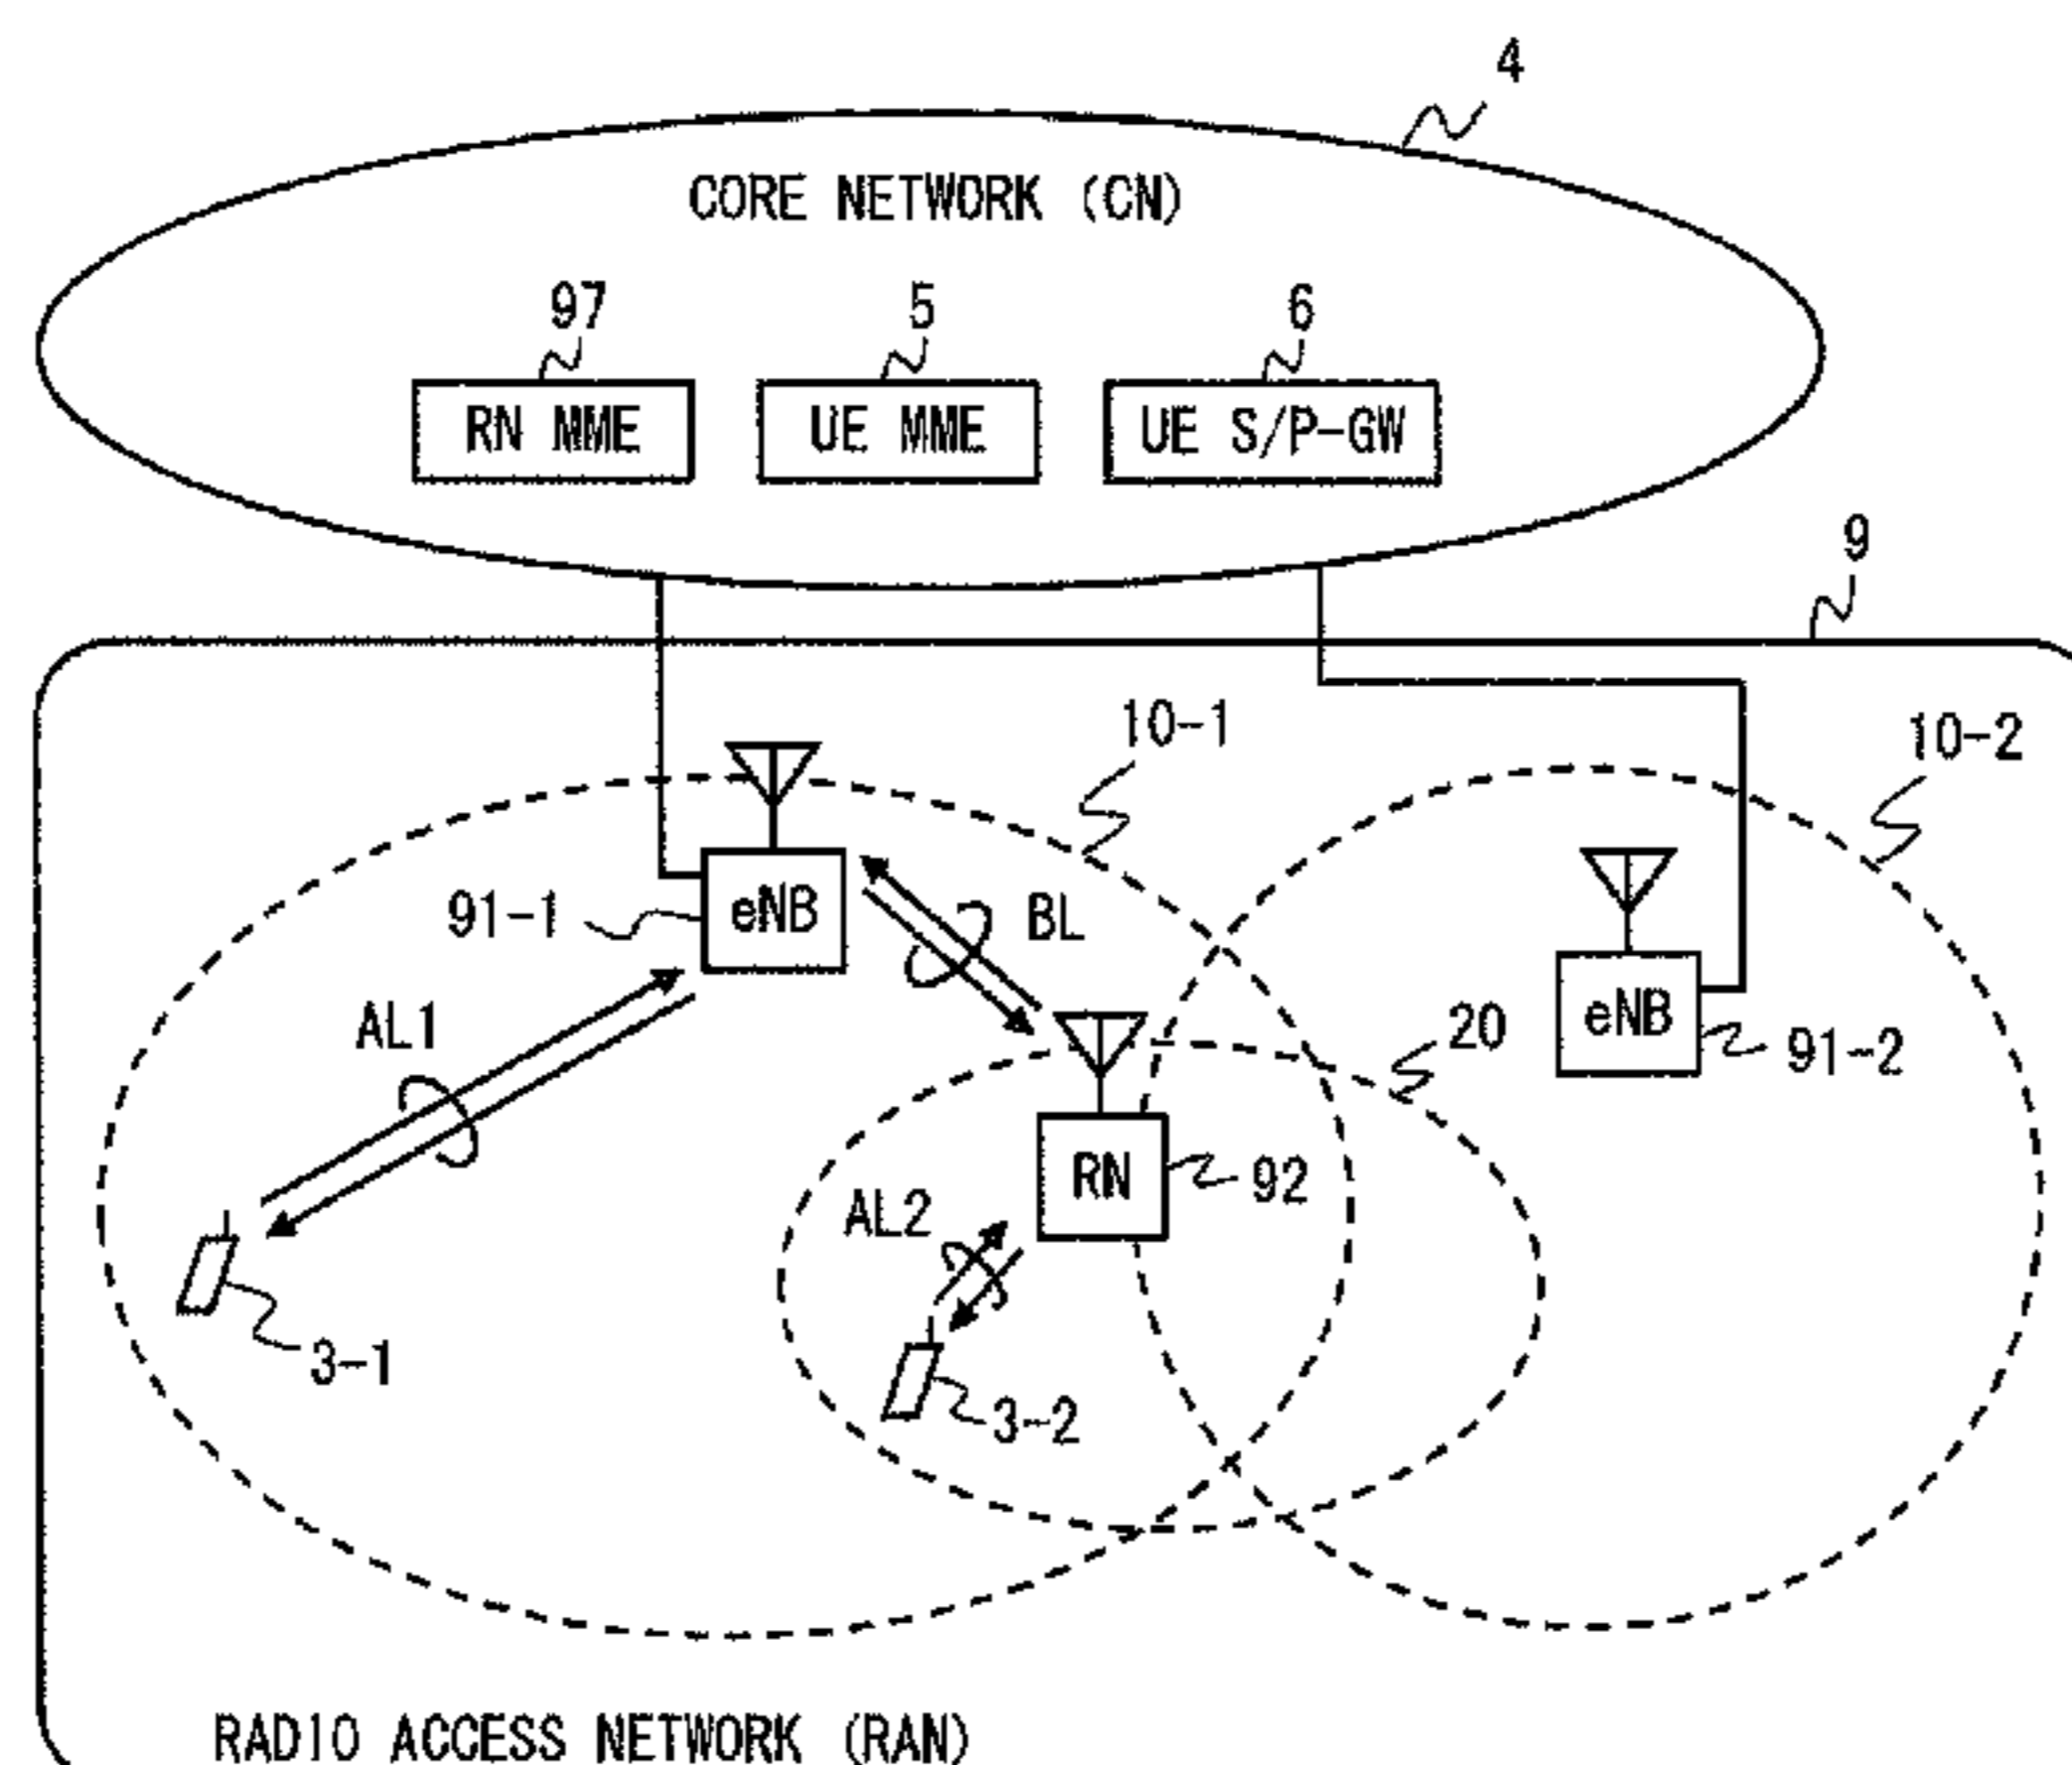 4
CORE NETWORK (CN)
97
5
6
RN MME
UE MME
UE S/P-GW
9
10-1
10-2
91-1
eNB
BL
AL1
20
eNB
91-2
RN
92
AL2
3-1
3-2
RADIO ACCESS NETWORK (RAN)